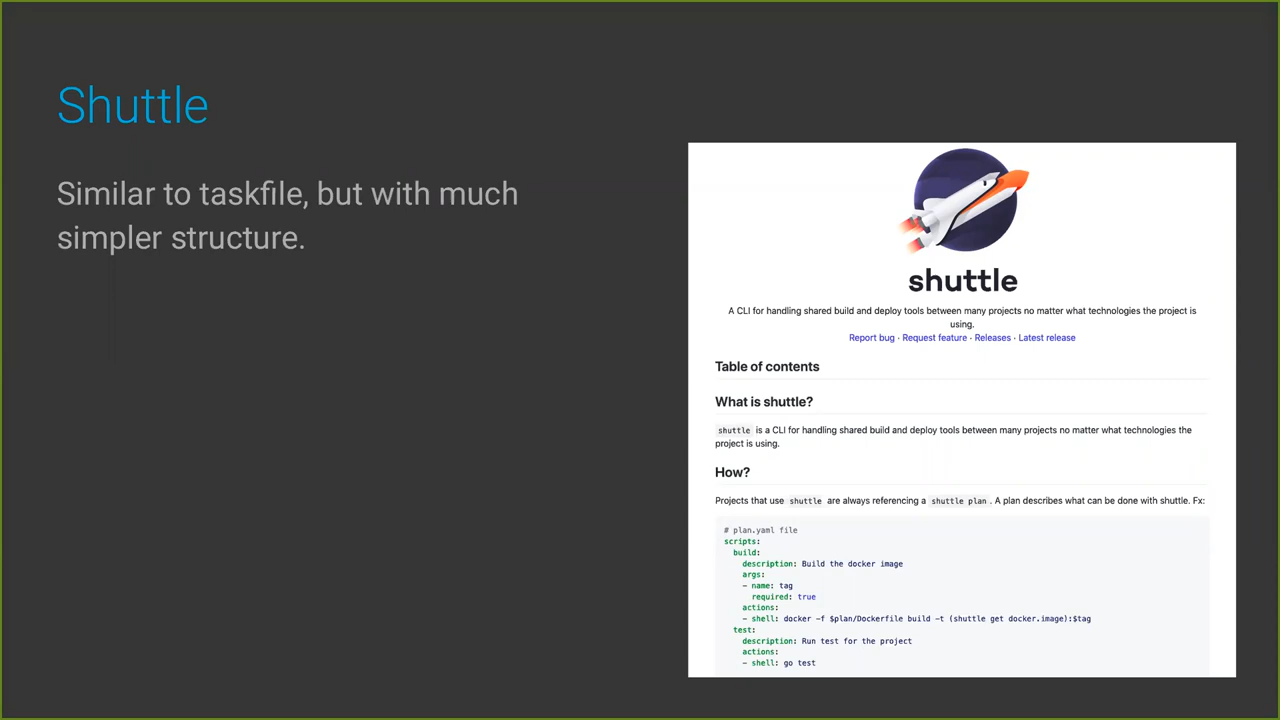 Shuttle
Similar to taskfile, but with much
simpler structure.
shuttle
A CLI for handling shared build and deploy tools between many projects no matter what technologies the project is
using.
Report bug · Request feature · Releases · Latest release
Table of contents
What is shuttle?
shuttle is a CLI for handling shared build and deploy tools between many projects no matter what technologies the
project is using.
How?
Projects that use shuttle are always referencing a shuttle plan . A plan describes what can be done with shuttle. Fx:
# plan.yaml file
scripts:
  build:
    description: Build the docker image
    args:
    - name: tag
      required: true
    actions:
    - shell: docker -f $plan/Dockerfile build -t (shuttle get docker.image):$tag
  test:
    description: Run test for the project
    actions:
    - shell: go test